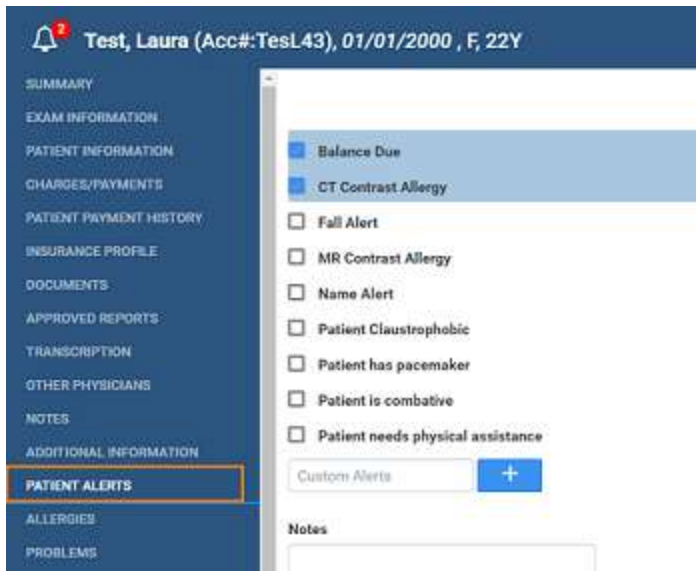 2
Test, Laura (Acc#:TesL43), 01/01/2000 , F, 22Y
SUMMARY
EXAM INFORMATION
PATIENT INFORMATION
CHARGES/PAYMENTS
PATIENT PAYMENT HISTORY
INSURANCE PROFILE
DOCUMENTS
APPROVED REPORTS
TRANSCRIPTION
OTHER PHYSICIANS
NOTES
ADDITIONAL INFORMATION
PATIENT ALERTS
ALLERGIES
PROBLEMS
Balance Due
CT Contrast Allergy
Fall Alert
MR Contrast Allergy
Name Alert
Patient Claustrophobic
Patient has pacemaker
Patient is combative
Patient needs physical assistance
Custom Alerts +
Notes